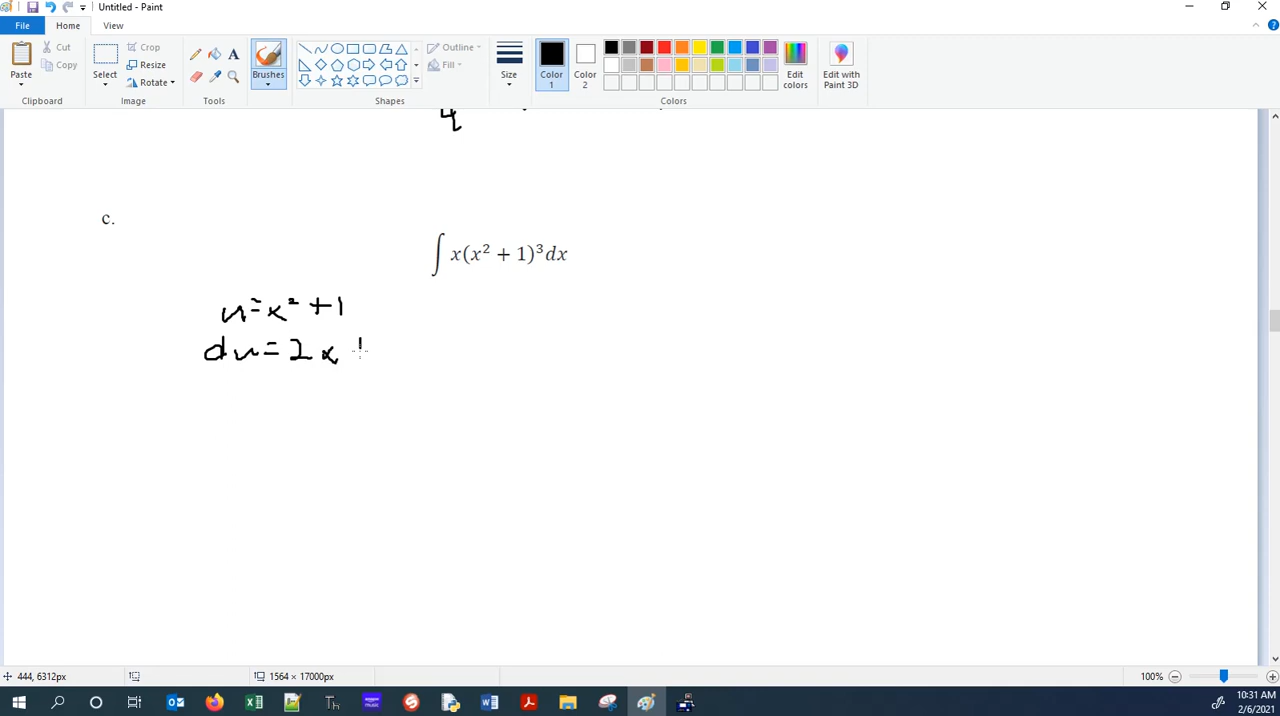 Untitled - Paint
File Home View
Paste
Cut
Copy
Clipboard
Select
Crop
Resize
Rotate
Image
Tools
Brushes
Outline
Fill
Shapes
Size
Color 1
Color 2
Edit colors
Colors
Edit with Paint 3D
4
c.
∫ x(x² + 1)³dx
u=x²+1
du=2x
444, 6312px
1564 × 17000px
100%
10:31 AM
2/6/2021